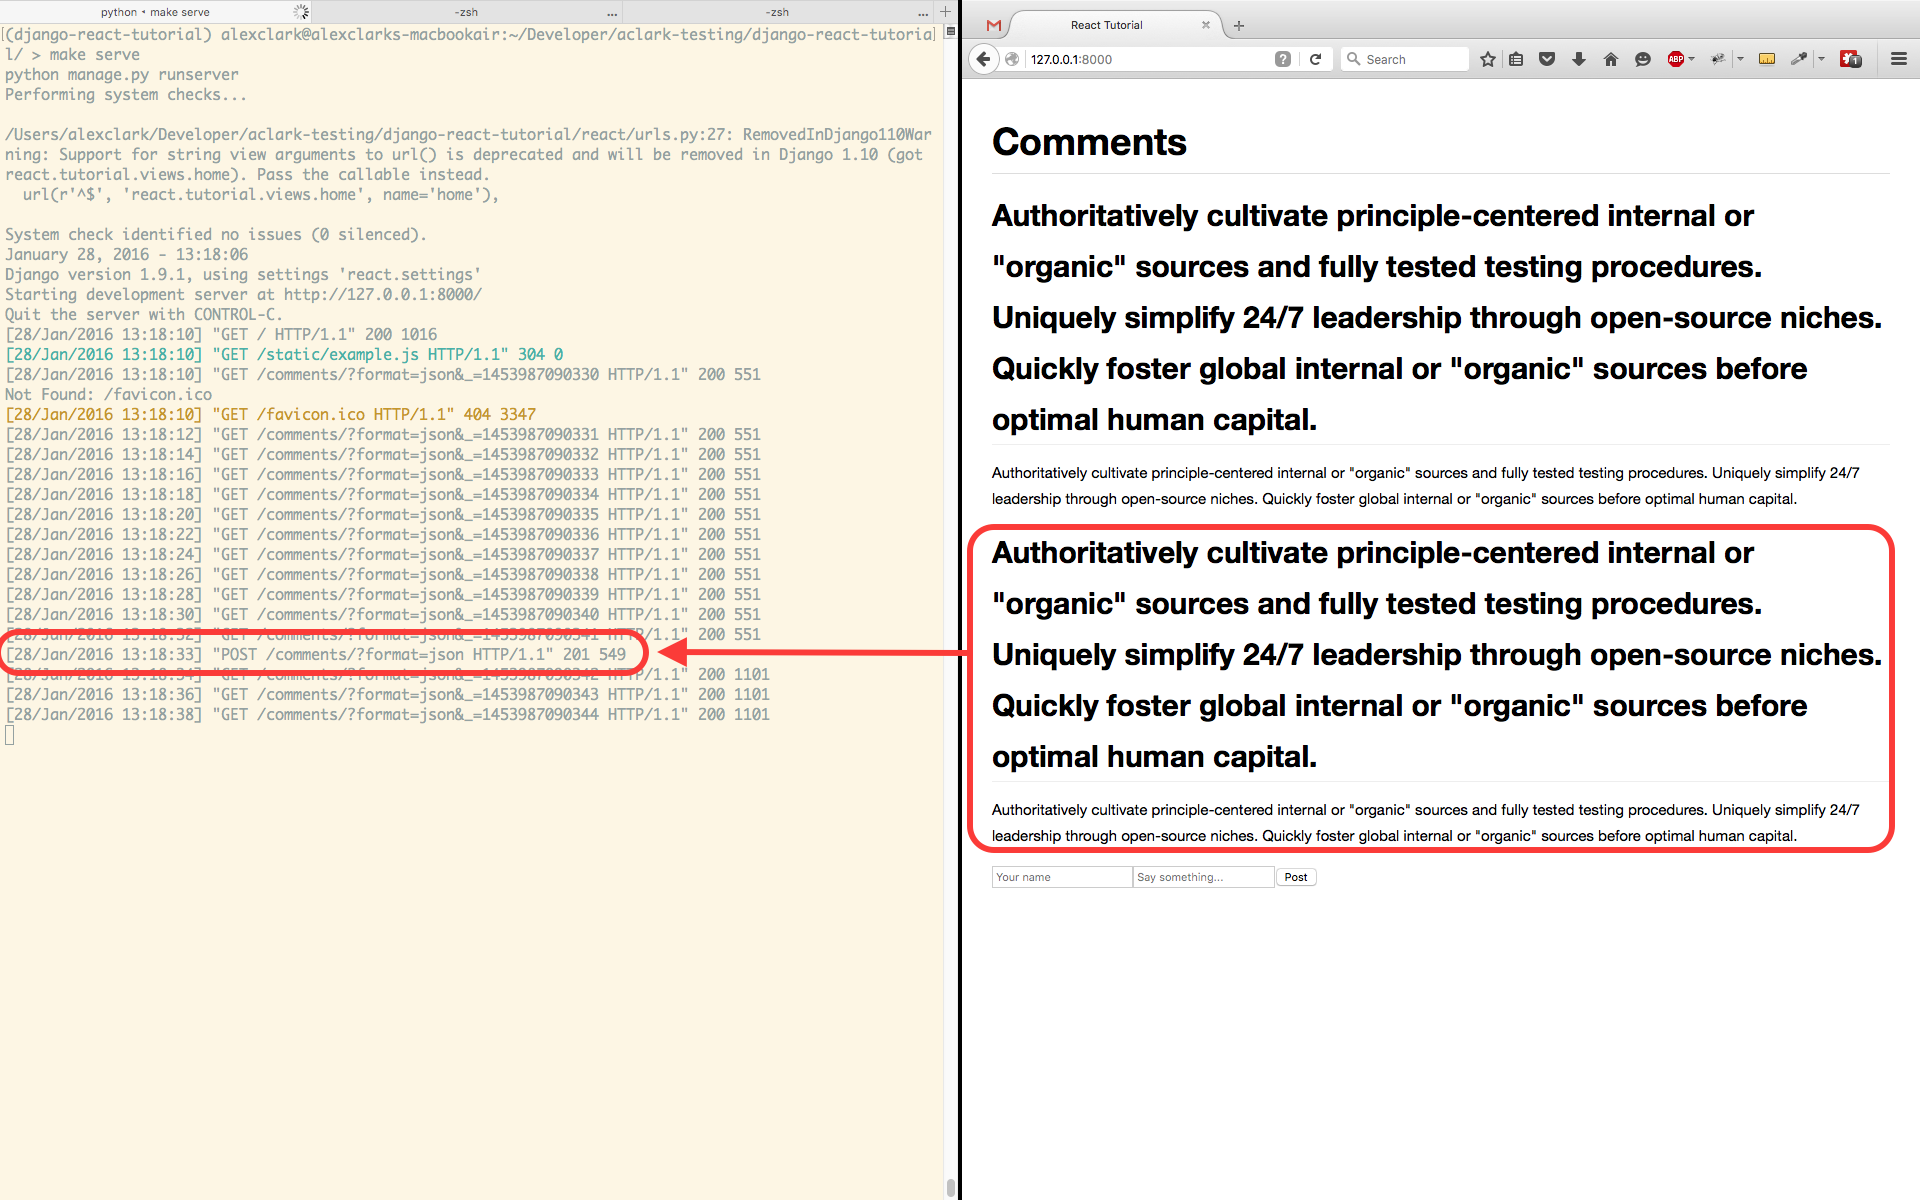 python • make serve
-zsh
...
-zsh
...
(django-react-tutorial) alexclark@alexclarks-macbookair:~/Developer/aclark-testing/django-react-tutoria
l/ > make serve
python manage.py runserver
Performing system checks...
/Users/alexclark/Developer/aclark-testing/django-react-tutorial/react/urls.py:27: RemovedInDjango110War
ning: Support for string view arguments to url() is deprecated and will be removed in Django 1.10 (got
react.tutorial.views.home). Pass the callable instead.
url(r'^$', 'react.tutorial.views.home', name='home'),
System check identified no issues (0 silenced).
January 28, 2016 - 13:18:06
Django version 1.9.1, using settings 'react.settings'
Starting development server at http://127.0.0.1:8000/
Quit the server with CONTROL-C.
[28/Jan/2016 13:18:10] "GET / HTTP/1.1" 200 1016
[28/Jan/2016 13:18:10] "GET /static/example.js HTTP/1.1" 304 0
[28/Jan/2016 13:18:10] "GET /comments/?format=json&_=1453987090330 HTTP/1.1" 200 551
Not Found: /favicon.ico
[28/Jan/2016 13:18:10] "GET /favicon.ico HTTP/1.1" 404 3347
[28/Jan/2016 13:18:12] "GET /comments/?format=json&_=1453987090331 HTTP/1.1" 200 551
[28/Jan/2016 13:18:14] "GET /comments/?format=json&_=1453987090332 HTTP/1.1" 200 551
[28/Jan/2016 13:18:16] "GET /comments/?format=json&_=1453987090333 HTTP/1.1" 200 551
[28/Jan/2016 13:18:18] "GET /comments/?format=json&_=1453987090334 HTTP/1.1" 200 551
[28/Jan/2016 13:18:20] "GET /comments/?format=json&_=1453987090335 HTTP/1.1" 200 551
[28/Jan/2016 13:18:22] "GET /comments/?format=json&_=1453987090336 HTTP/1.1" 200 551
[28/Jan/2016 13:18:24] "GET /comments/?format=json&_=1453987090337 HTTP/1.1" 200 551
[28/Jan/2016 13:18:26] "GET /comments/?format=json&_=1453987090338 HTTP/1.1" 200 551
[28/Jan/2016 13:18:28] "GET /comments/?format=json&_=1453987090339 HTTP/1.1" 200 551
[28/Jan/2016 13:18:30] "GET /comments/?format=json&_=1453987090340 HTTP/1.1" 200 551
[28/Jan/2016 13:18:32] "GET /comments/?format=json&_=1453987090341 HTTP/1.1" 200 551
[28/Jan/2016 13:18:33] "POST /comments/?format=json HTTP/1.1" 201 549
[28/Jan/2016 13:18:34] "GET /comments/?format=json&_=1453987090342 HTTP/1.1" 200 1101
[28/Jan/2016 13:18:36] "GET /comments/?format=json&_=1453987090343 HTTP/1.1" 200 1101
[28/Jan/2016 13:18:38] "GET /comments/?format=json&_=1453987090344 HTTP/1.1" 200 1101
React Tutorial
127.0.0.1:8000
Search
ABP
1
Comments
Authoritatively cultivate principle-centered internal or
"organic" sources and fully tested testing procedures.
Uniquely simplify 24/7 leadership through open-source niches.
Quickly foster global internal or "organic" sources before
optimal human capital.
Authoritatively cultivate principle-centered internal or "organic" sources and fully tested testing procedures. Uniquely simplify 24/7
leadership through open-source niches. Quickly foster global internal or "organic" sources before optimal human capital.
Authoritatively cultivate principle-centered internal or
"organic" sources and fully tested testing procedures.
Uniquely simplify 24/7 leadership through open-source niches.
Quickly foster global internal or "organic" sources before
optimal human capital.
Authoritatively cultivate principle-centered internal or "organic" sources and fully tested testing procedures. Uniquely simplify 24/7
leadership through open-source niches. Quickly foster global internal or "organic" sources before optimal human capital.
Your name
Say something...
Post